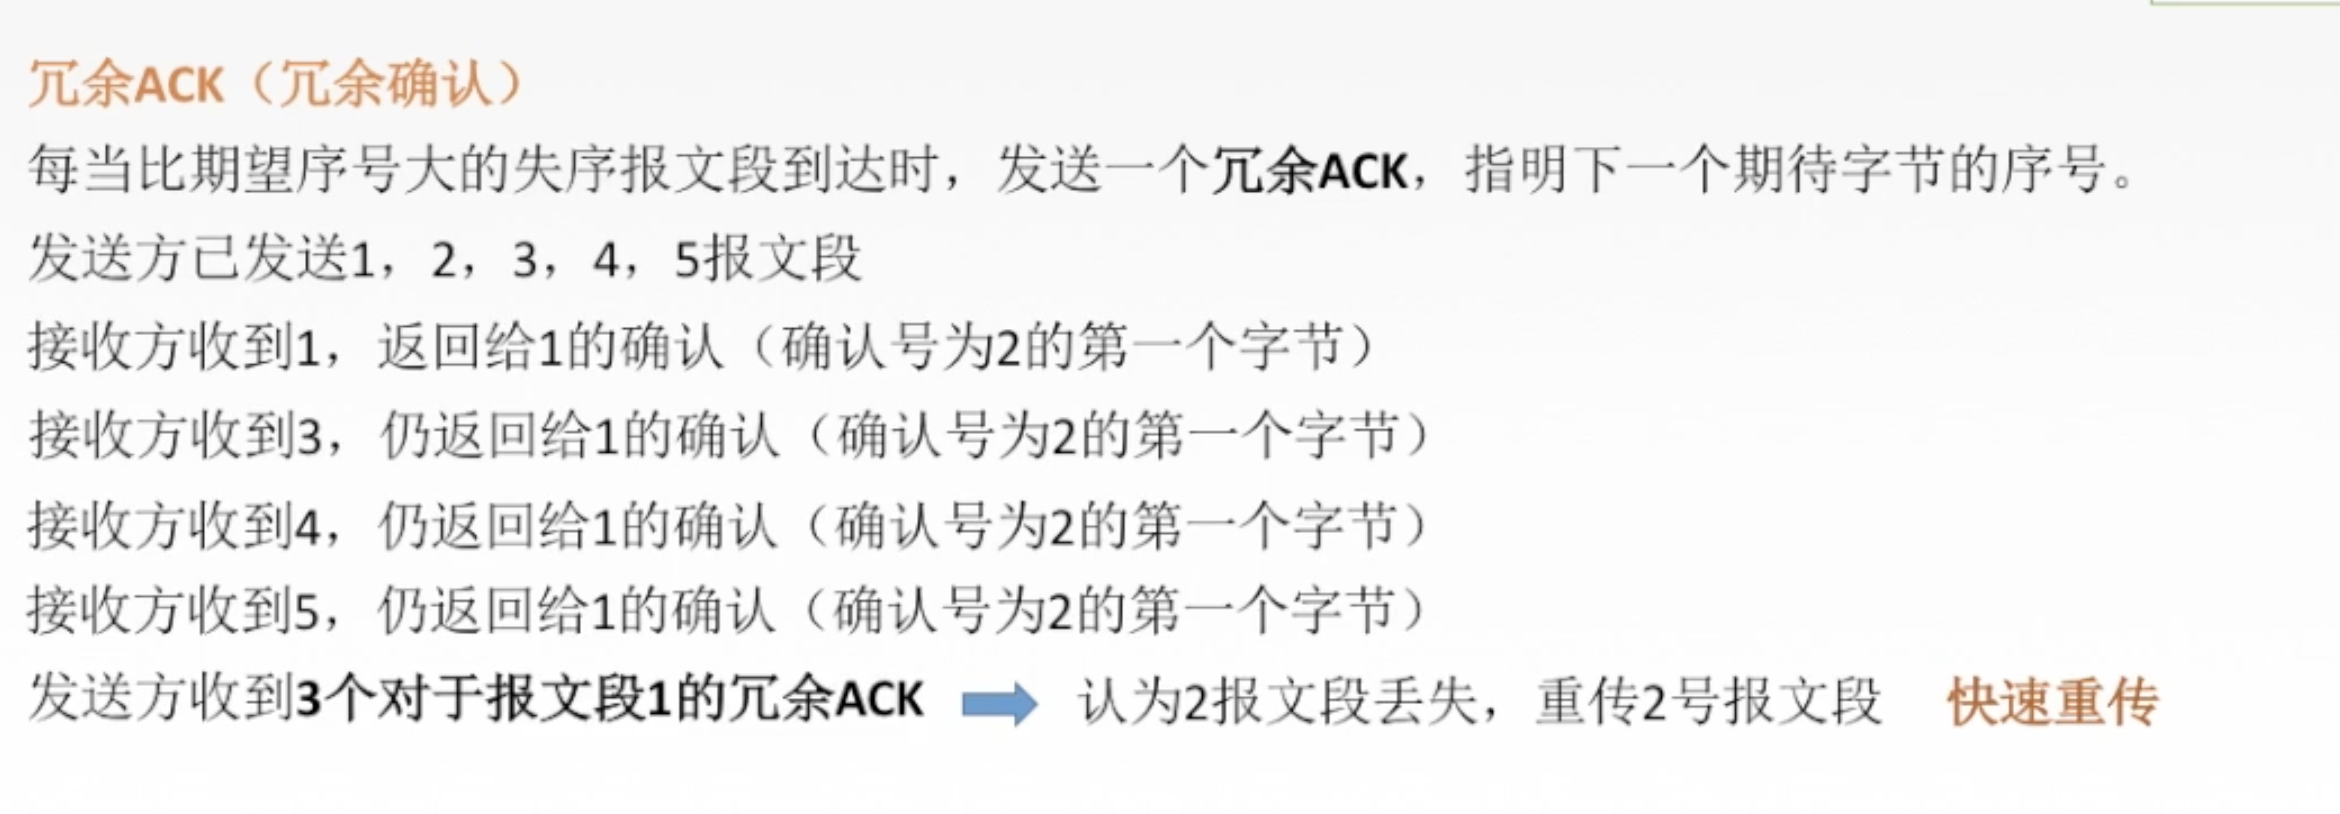 冗余ACK（冗余确认）
每当比期望序号大的失序报文段到达时，发送一个冗余ACK，指明下一个期待字节的序号。
发送方已发送1，2，3，4，5报文段
接收方收到1，返回给1的确认（确认号为2的第一个字节）
接收方收到3，仍返回给1的确认（确认号为2的第一个字节）
接收方收到4，仍返回给1的确认（确认号为2的第一个字节）
接收方收到5，仍返回给1的确认（确认号为2的第一个字节）
发送方收到3个对于报文段1的冗余ACK 认为2报文段丢失，重传2号报文段 快速重传